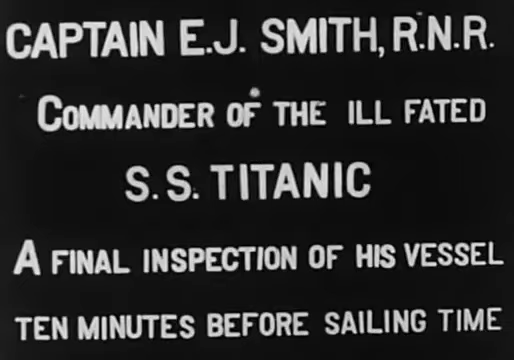 CAPTAIN E.J. SMITH, R.N.R.
COMMANDER OF THE ILL FATED
S.S. TITANIC
A FINAL INSPECTION OF HIS VESSEL
TEN MINUTES BEFORE SAILING TIME